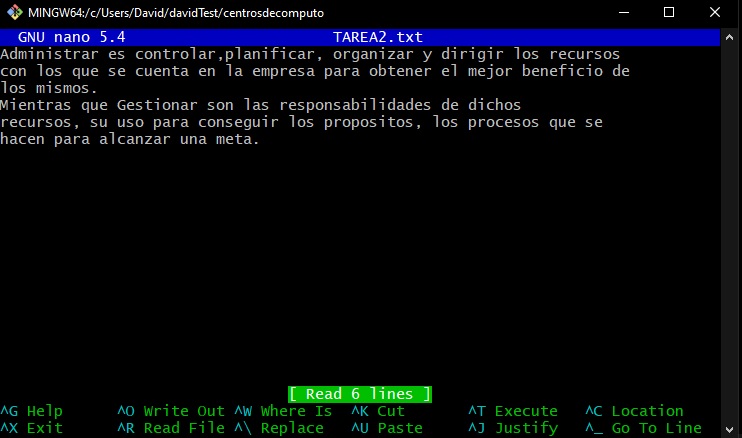 MINGW64:/c/Users/David/davidTest/centrosdecomputo
GNU nano 5.4 TAREA2.txt
Administrar es controlar,planificar, organizar y dirigir los recursos
con los que se cuenta en la empresa para obtener el mejor beneficio de
los mismos.
Mientras que Gestionar son las responsabilidades de dichos
recursos, su uso para conseguir los propositos, los procesos que se
hacen para alcanzar una meta.
[ Read 6 lines ]
^G Help ^O Write Out ^W Where Is ^K Cut ^T Execute ^C Location
^X Exit ^R Read File ^\ Replace ^U Paste ^J Justify ^_ Go To Line